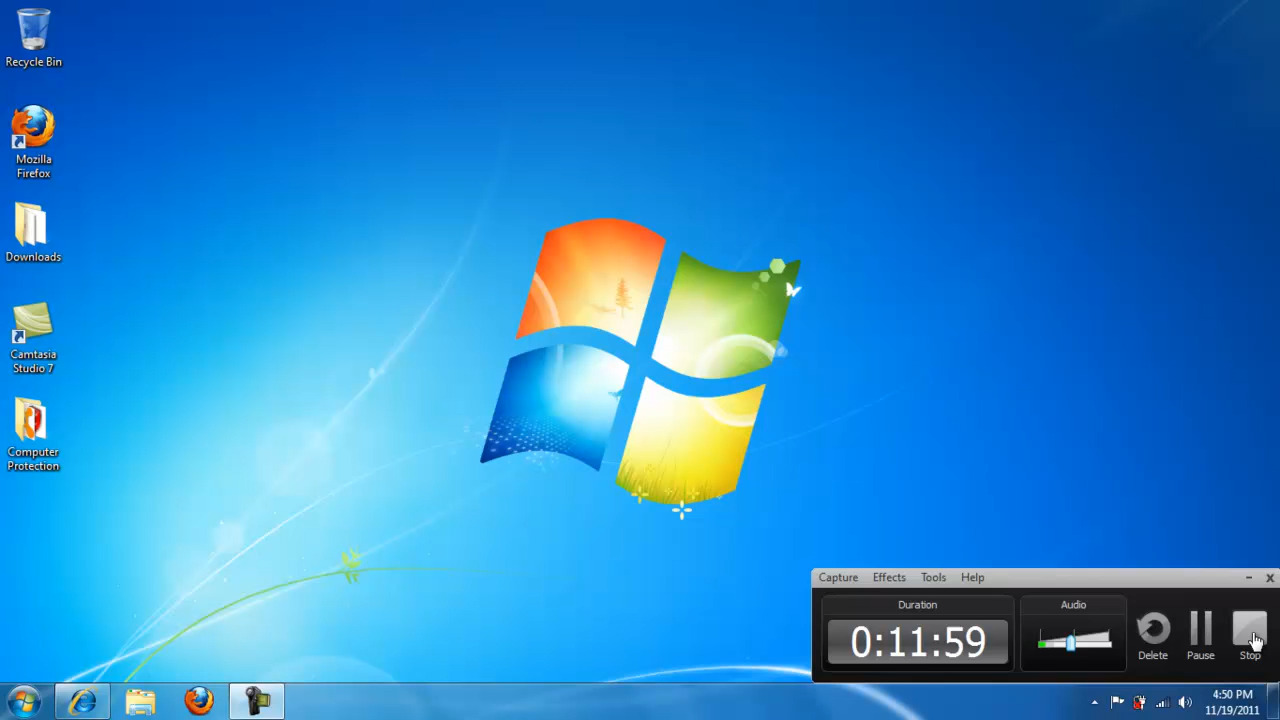 Recycle Bin
Mozilla
Firefox
Downloads
Camtasia
Studio 7
Computer
Protection
Capture Effects Tools Help
Duration
0:11:59
Audio
Delete Pause Stop
4:50 PM
11/19/2011